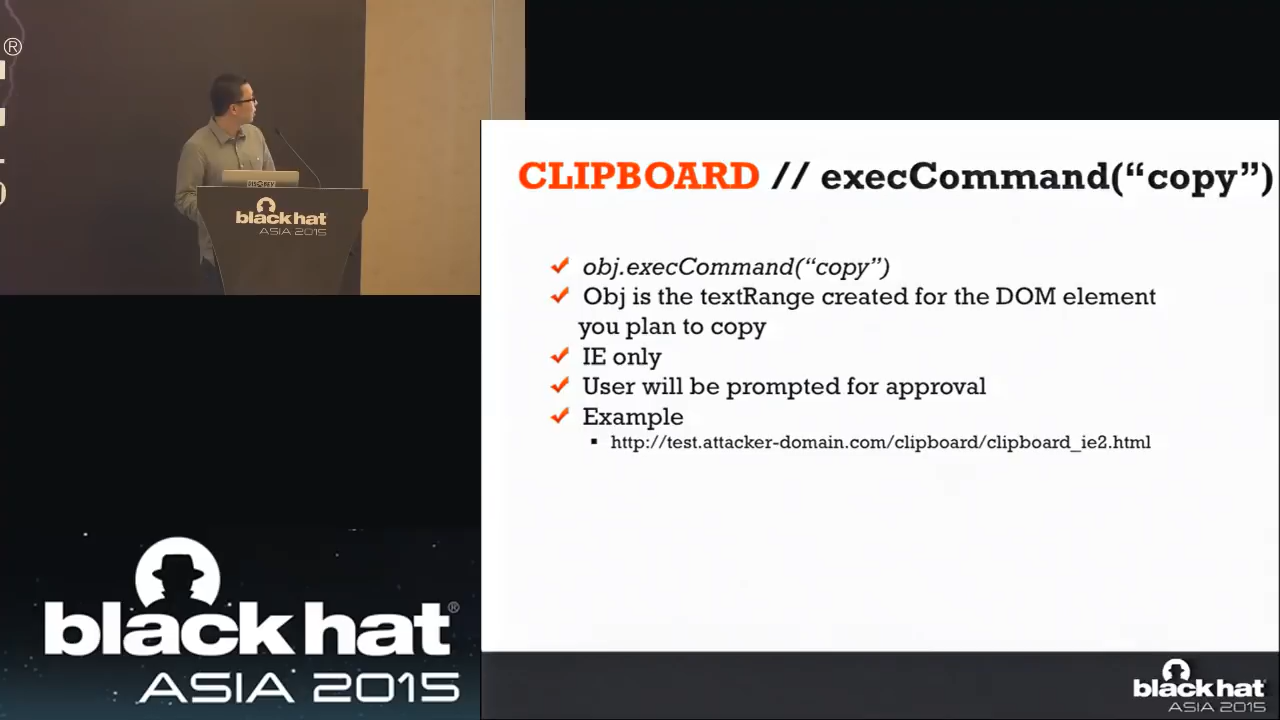 ®
black hat
ASIA 2015
CLIPBOARD // execCommand(“copy”)
obj.execCommand(“copy”)
Obj is the textRange created for the DOM element
you plan to copy
IE only
User will be prompted for approval
Example
http://test.attacker-domain.com/clipboard/clipboard_ie2.html
black hat®
ASIA 2015
black hat
ASIA 2015